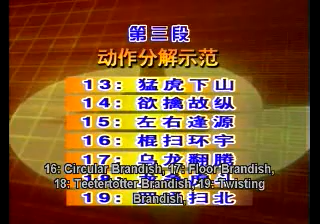 第三段
动作分解示范
13: 猛虎下山
14: 欲擒故纵
15: 左右逢源
16: 棍扫环宇
17: 乌龙翻腾
16: Circular Brandish, 17: Floor Brandish,
18: Teetertotter Brandish, 19: Twisting
Brandish,
扫北